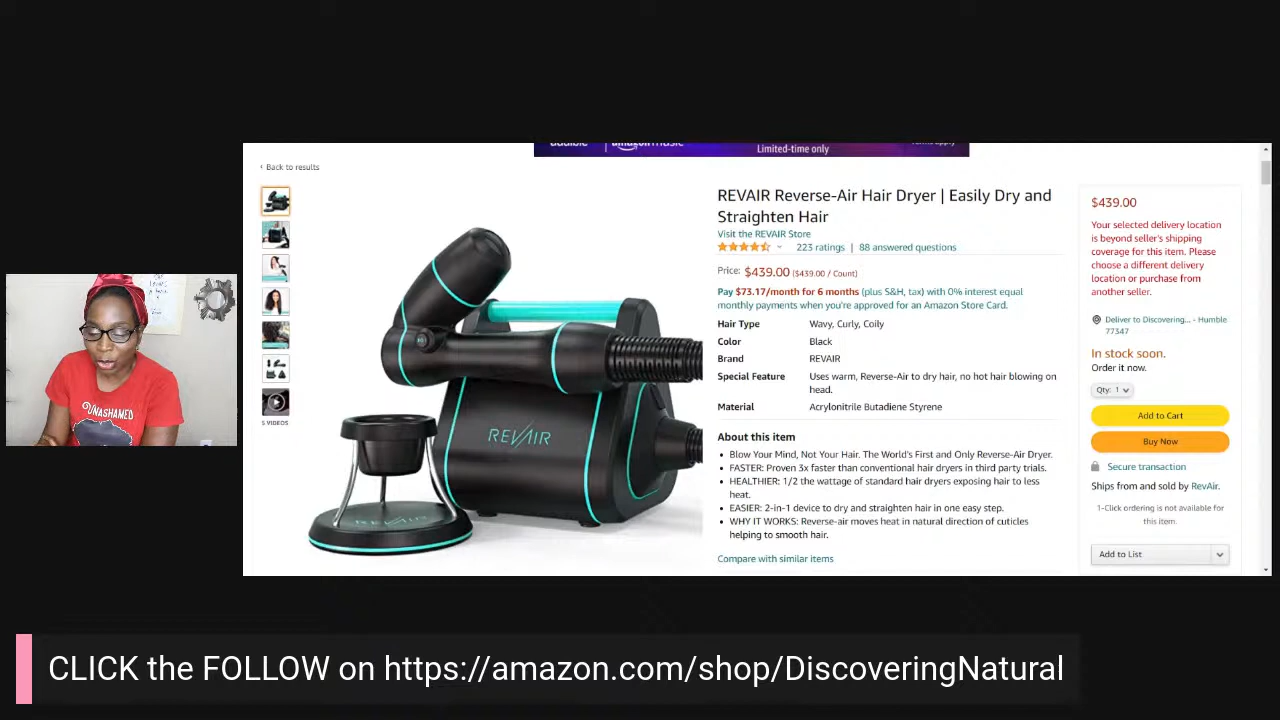 audible
amazon music
Limited-time only
Terms apply
‹ Back to results
5 VIDEOS
REVAIR
REVAIR
REVAIR Reverse-Air Hair Dryer | Easily Dry and
Straighten Hair
Visit the REVAIR Store
223 ratings | 88 answered questions
Price: $439.00 ($439.00 / Count)
Pay $73.17/month for 6 months (plus S&H, tax) with 0% interest equal
monthly payments when you're approved for an Amazon Store Card.
Hair Type Wavy, Curly, Coily
Color Black
Brand REVAIR
Special Feature Uses warm, Reverse-Air to dry hair, no hot hair blowing on
head.
Material Acrylonitrile Butadiene Styrene
About this item
• Blow Your Mind, Not Your Hair. The World's First and Only Reverse-Air Dryer.
• FASTER: Proven 3x faster than conventional hair dryers in third party trials.
• HEALTHIER: 1/2 the wattage of standard hair dryers exposing hair to less
heat.
• EASIER: 2-in-1 device to dry and straighten hair in one easy step.
• WHY IT WORKS: Reverse-air moves heat in natural direction of cuticles
helping to smooth hair.
Compare with similar items
$439.00
Your selected delivery location
is beyond seller's shipping
coverage for this item. Please
choose a different delivery
location or purchase from
another seller.
Deliver to Discovering... - Humble
77347
In stock soon.
Order it now.
Qty: 1
Add to Cart
Buy Now
Secure transaction
Ships from and sold by RevAir.
1-Click ordering is not available for
this item.
Add to List
UNASHAMED
CLICK the FOLLOW on https://amazon.com/shop/DiscoveringNatural